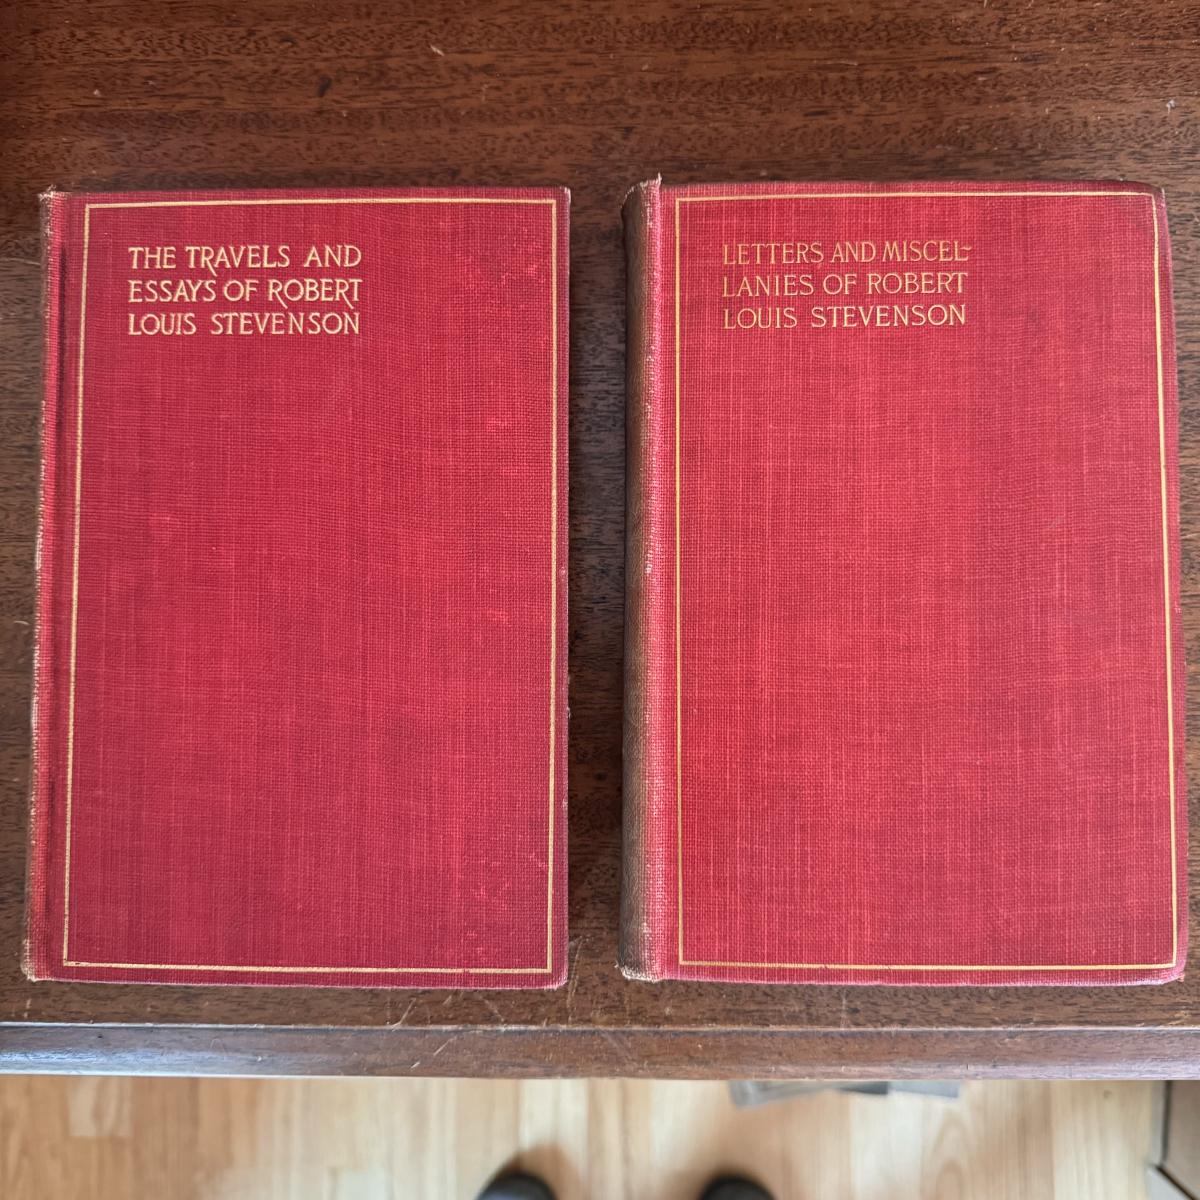 THE TRAVELS AND
ESSAYS OF ROBERT
LOUIS STEVENSON
LETTERS AND MISCEL~
LANIES OF ROBERT
LOUIS STEVENSON